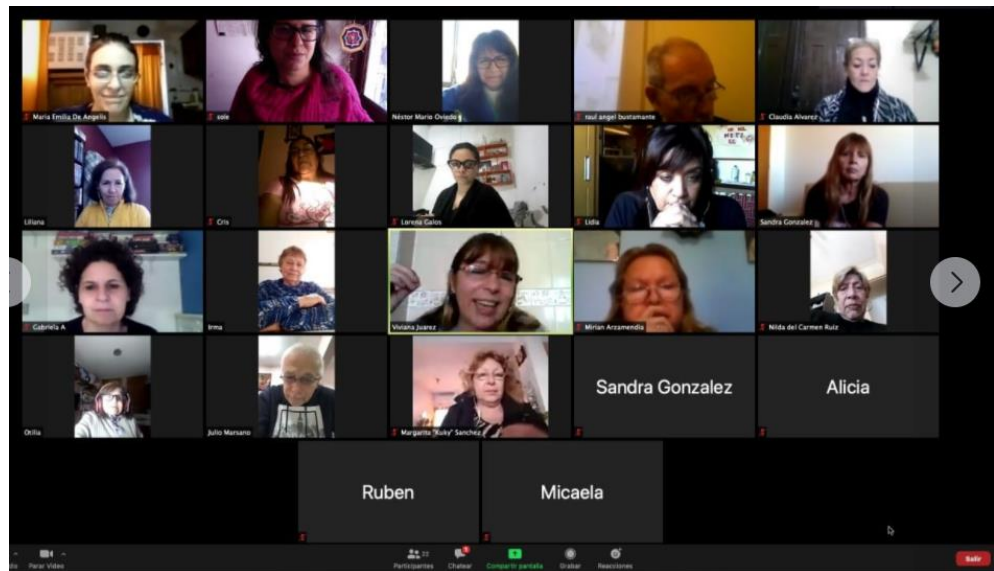 Maria Emilia De Angelis
sole
Néstor Mario Oviedo
raul angel bustamante
Claudia Alvarez
Liliana
Cris
Lorena Galos
Lidia
Sandra Gonzalez
Gabriela A
Irma
Viviana Juarez
Mirian Arzamendia
Nilda del Carmen Ruiz
Otilia
Julio Marsano
Margarita "Kuky" Sanchez
Sandra Gonzalez
Alicia
Ruben
Micaela
Parar Video
22
Participantes
Chatear
Compartir pantalla
Grabar
Reacciones
Salir